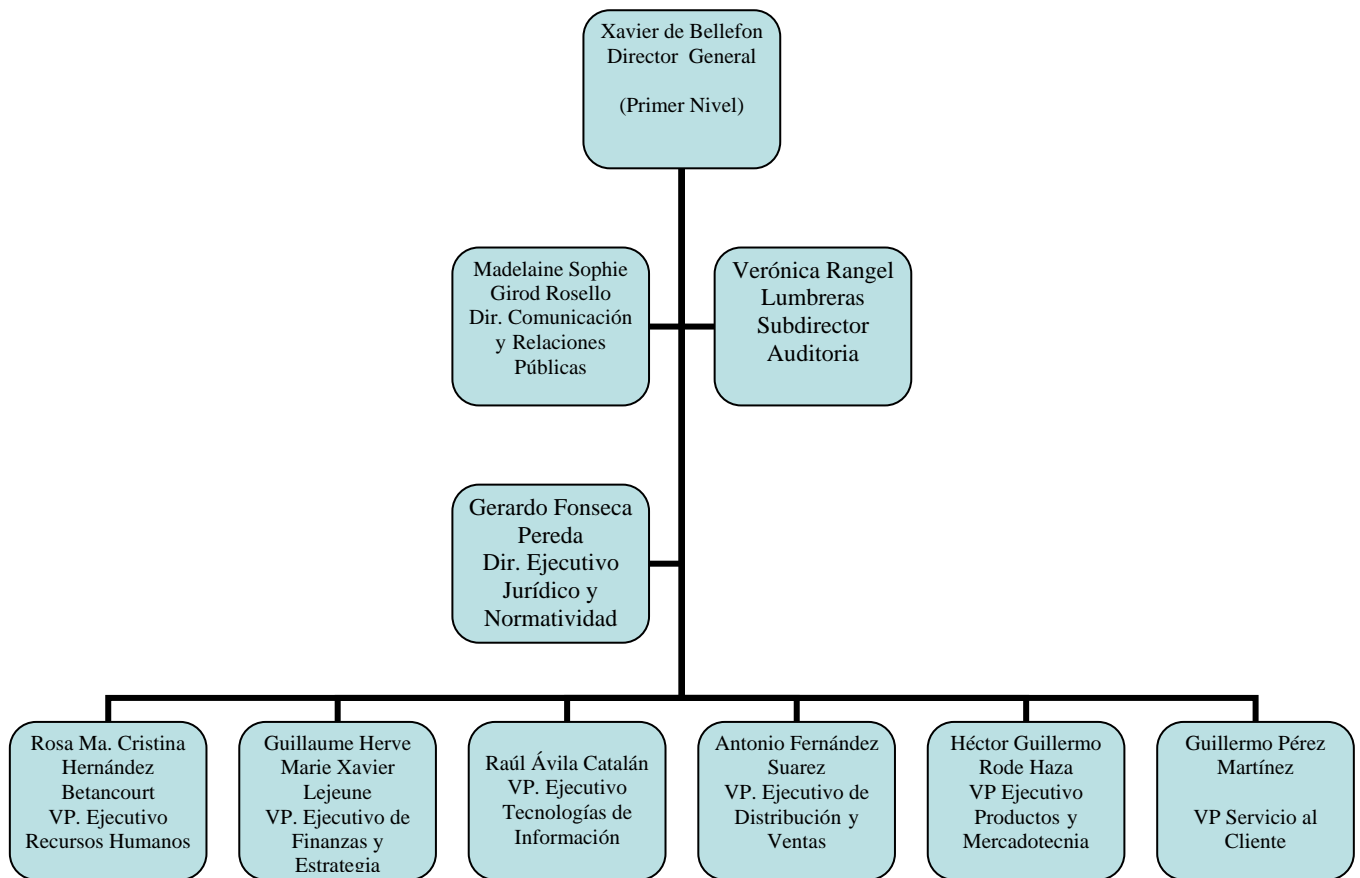 Xavier de Bellefon
Director General
(Primer Nivel)
Madelaine Sophie
Girod Rosello
Dir. Comunicación
y Relaciones
Públicas
Verónica Rangel
Lumbreras
Subdirector
Auditoria
Gerardo Fonseca
Pereda
Dir. Ejecutivo
Jurídico y
Normatividad
Rosa Ma. Cristina
Hernández
Betancourt
VP. Ejecutivo
Recursos Humanos
Guillaume Herve
Marie Xavier
Lejeune
VP. Ejecutivo de
Finanzas y
Estrategia
Raúl Ávila Catalán
VP. Ejecutivo
Tecnologías de
Información
Antonio Fernández
Suarez
VP. Ejecutivo de
Distribución y
Ventas
Héctor Guillermo
Rode Haza
VP Ejecutivo
Productos y
Mercadotecnia
Guillermo Pérez
Martínez
VP Servicio al
Cliente